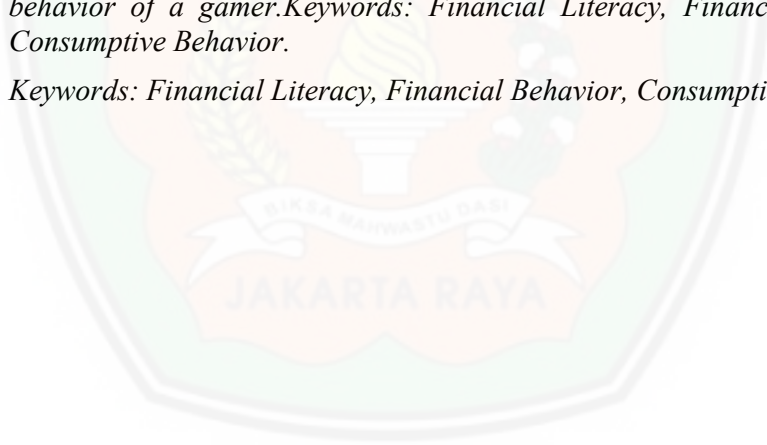 behavior of a gamer.Keywords: Financial Literacy, Financ
Consumptive Behavior.
Keywords: Financial Literacy, Financial Behavior, Consumpti
BIKSA MAHWASTU DASI
JAKARTA RAYA